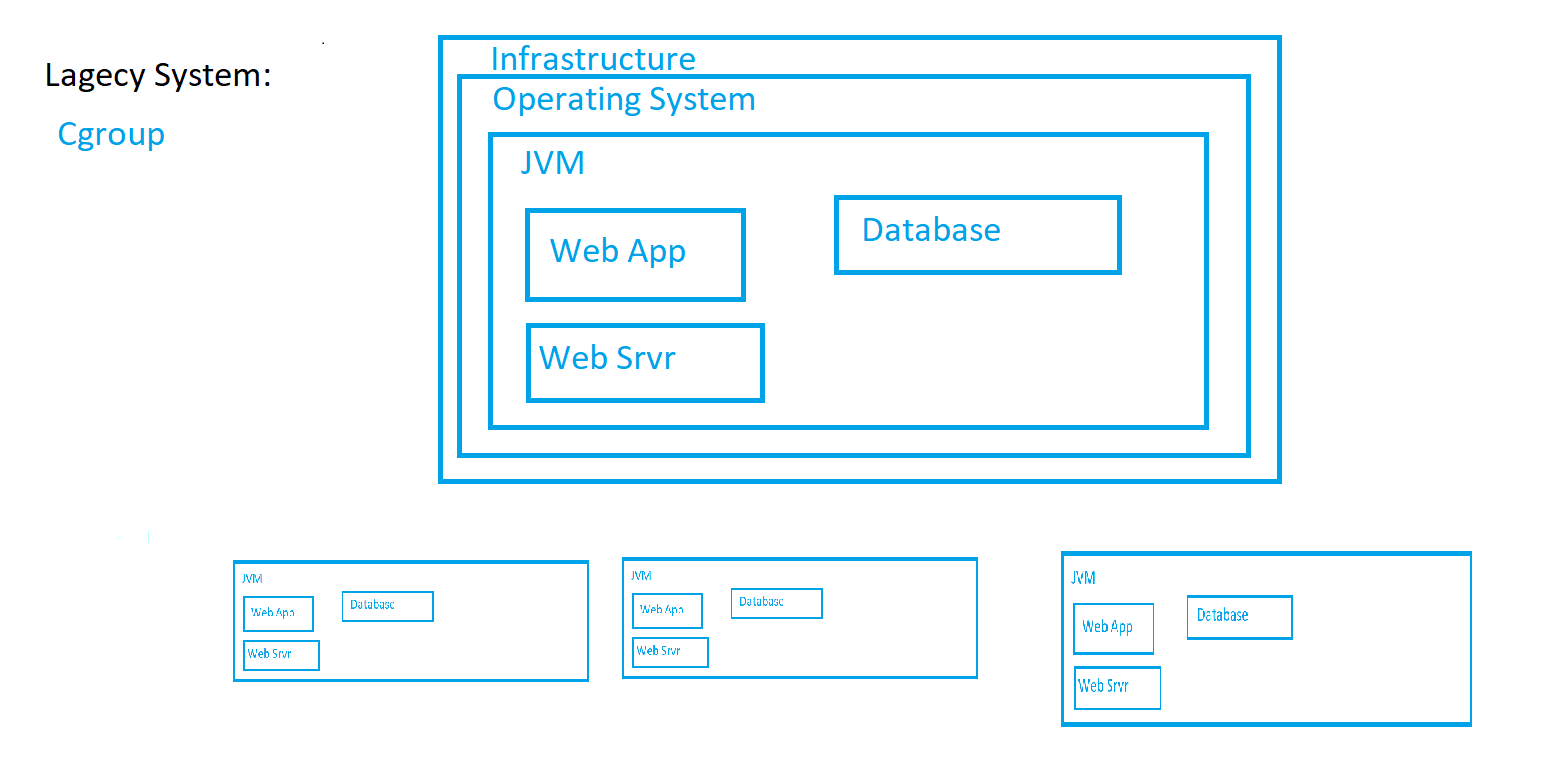 Lagecy System:
Cgroup
Infrastructure
Operating System
JVM
Web App
Database
Web Srvr
JVM
Web App
Database
Web Srvr
JVM
Web App
Database
Web Srvr
JVM
Web App
Database
Web Srvr